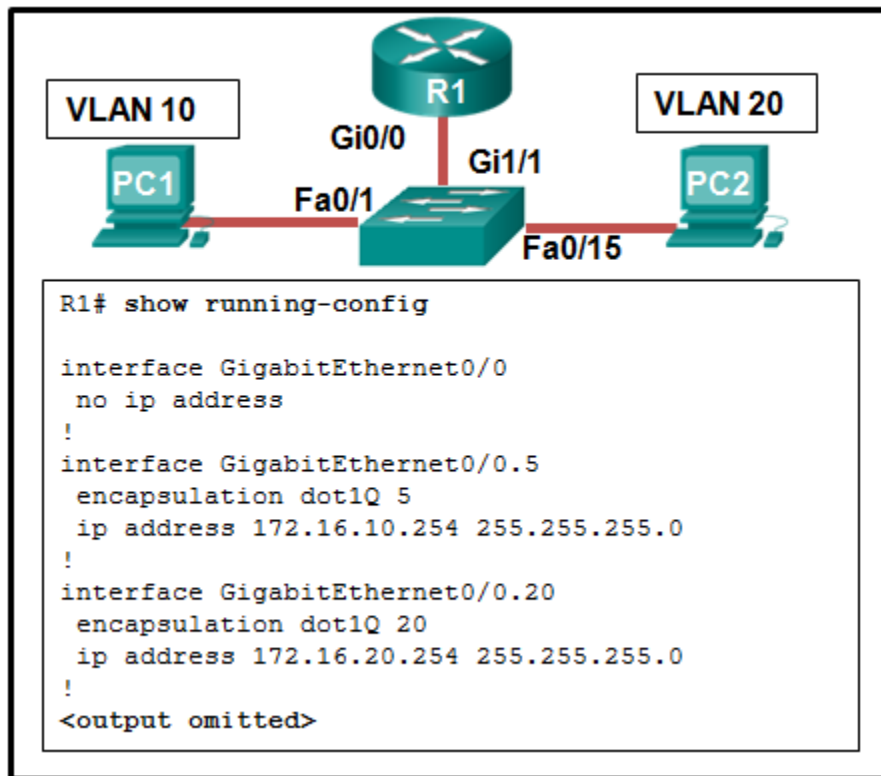 R1
VLAN 10
VLAN 20
Gi0/0
Gi1/1
PC1
PC2
Fa0/1
Fa0/15
R1# show running-config
interface GigabitEthernet0/0
no ip address
!
interface GigabitEthernet0/0.5
encapsulation dot1Q 5
ip address 172.16.10.254 255.255.255.0
!
interface GigabitEthernet0/0.20
encapsulation dot1Q 20
ip address 172.16.20.254 255.255.255.0
!
<output omitted>